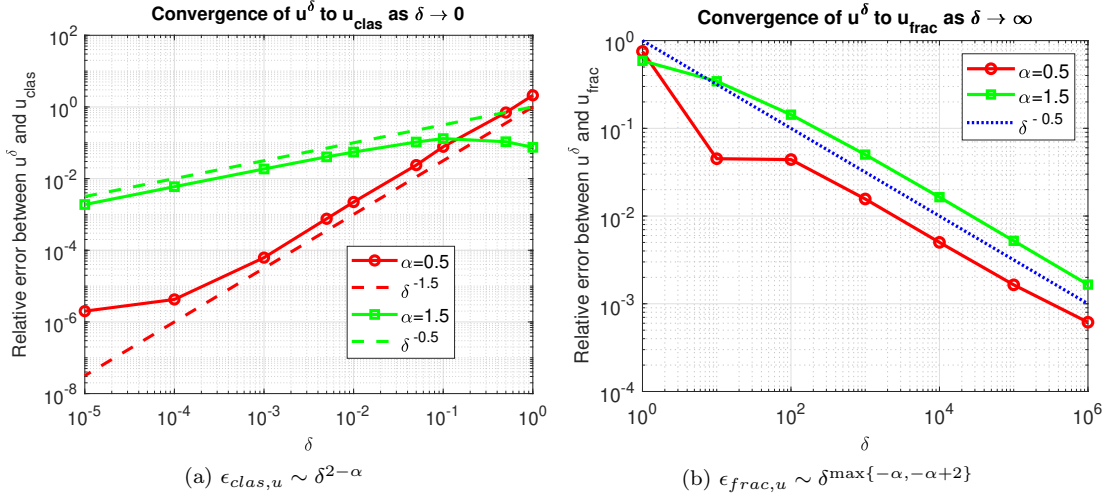 Convergence of u^δ to u_clas as δ → 0
Relative error between u^δ and u_clas
10^2
10^0
10^-2
10^-4
10^-6
10^-8
α=0.5
δ^-1.5
α=1.5
δ^-0.5
10^-5
10^-4
10^-3
10^-2
10^-1
10^0
δ
(a) ϵ_{clas,u} ∼ δ^{2−α}
Convergence of u^δ to u_frac as δ → ∞
Relative error between u^δ and u_frac
10^0
10^-1
10^-2
10^-3
10^-4
α=0.5
α=1.5
δ^-0.5
10^0
10^2
10^4
10^6
δ
(b) ϵ_{frac,u} ∼ δ^{max{−α,−α+2}}